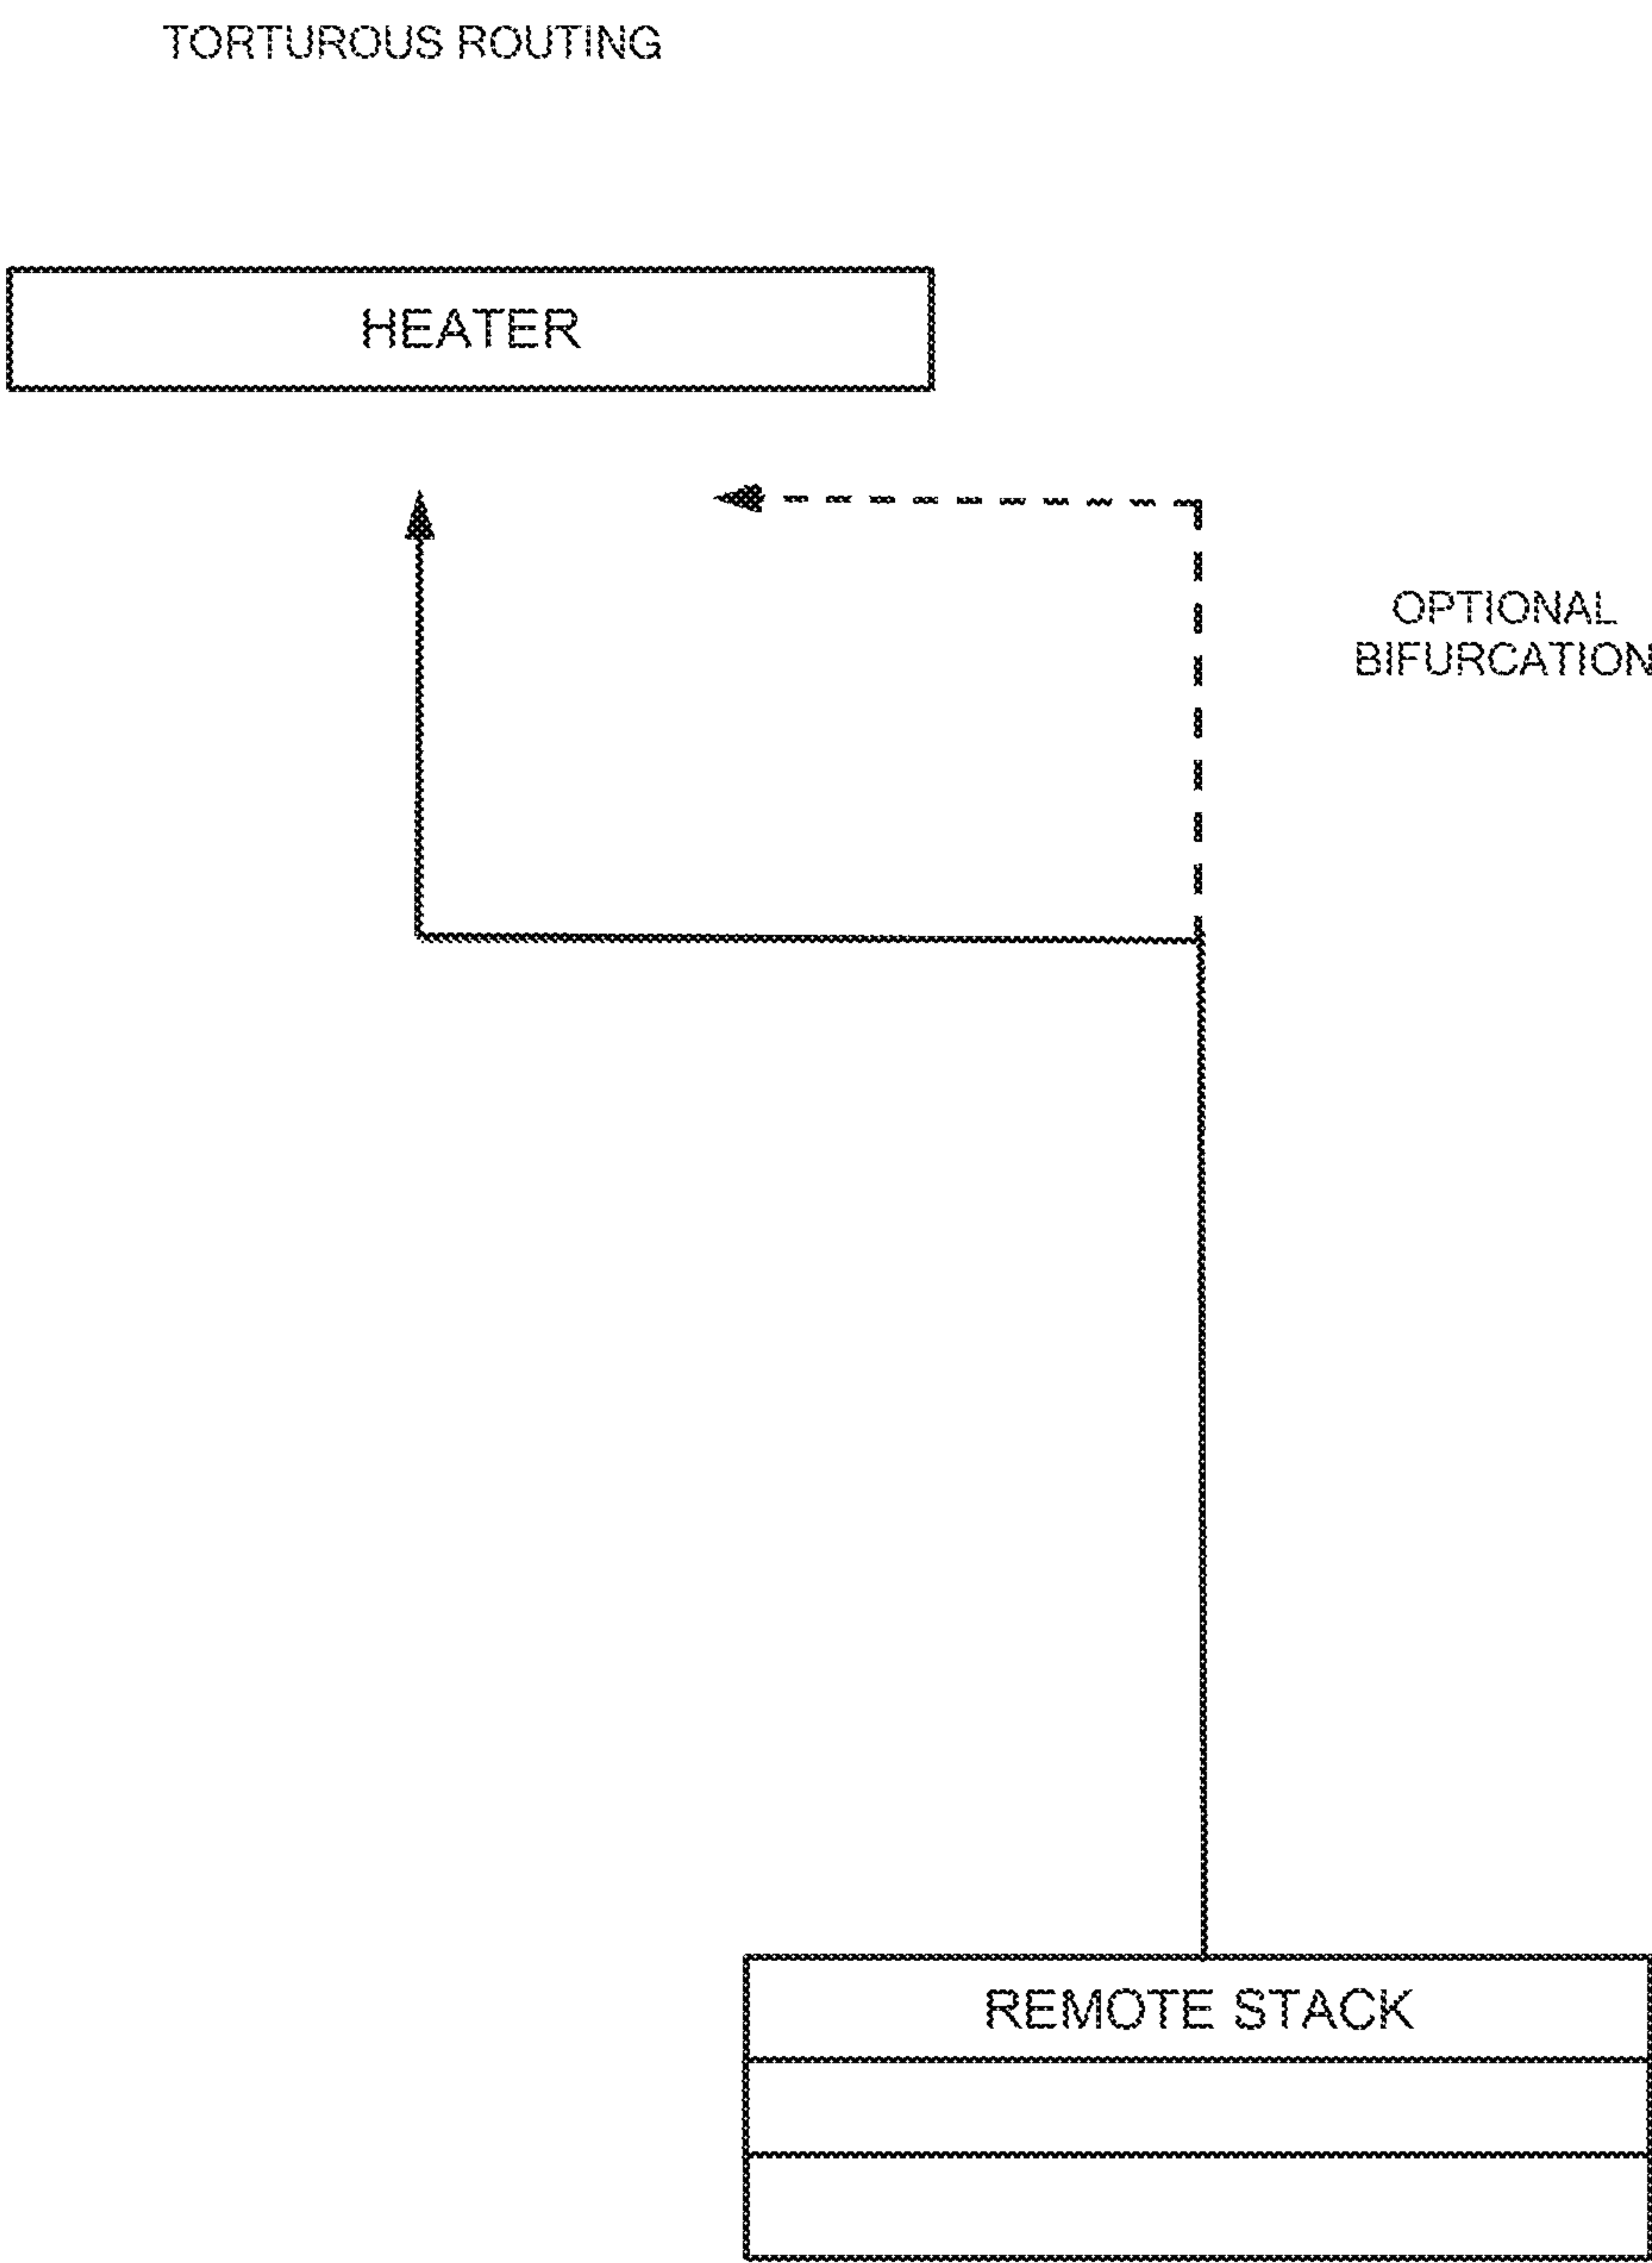 TORTUROUS ROUTING
HEATER
OPTIONAL
BIFURCATION
REMOTE STACK